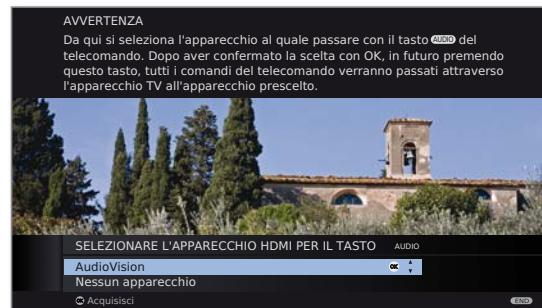 AVVERTENZA
Da qui si seleziona l'apparecchio al quale passare con il tasto AUDIO del
telecomando. Dopo aver confermato la scelta con OK, in futuro premendo
questo tasto, tutti i comandi del telecomando verranno passati attraverso
l'apparecchio TV all'apparecchio prescelto.
SELEZIONARE L'APPARECCHIO HDMI PER IL TASTO AUDIO
AudioVision OK
Nessun apparecchio
OK Acquisisci END